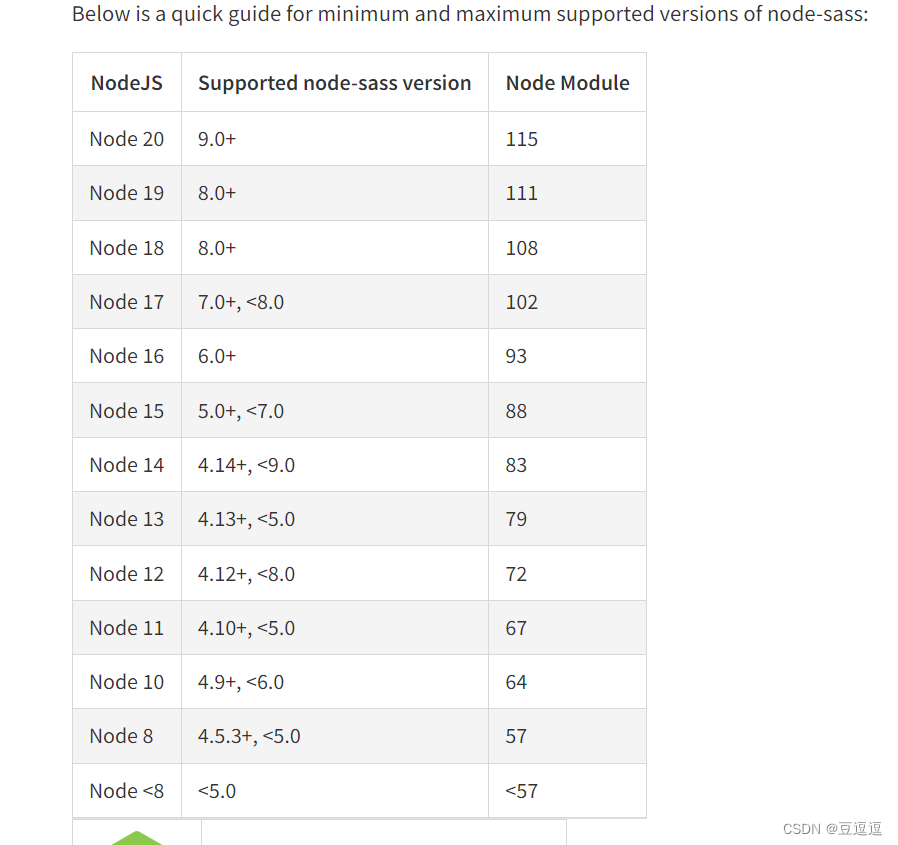 Below is a quick guide for minimum and maximum supported versions of node-sass:
NodeJS Supported node-sass version Node Module
Node 20 9.0+ 115
Node 19 8.0+ 111
Node 18 8.0+ 108
Node 17 7.0+, <8.0 102
Node 16 6.0+ 93
Node 15 5.0+, <7.0 88
Node 14 4.14+, <9.0 83
Node 13 4.13+, <5.0 79
Node 12 4.12+, <8.0 72
Node 11 4.10+, <5.0 67
Node 10 4.9+, <6.0 64
Node 8 4.5.3+, <5.0 57
Node <8 <5.0 <57
CSDN @豆逗逗